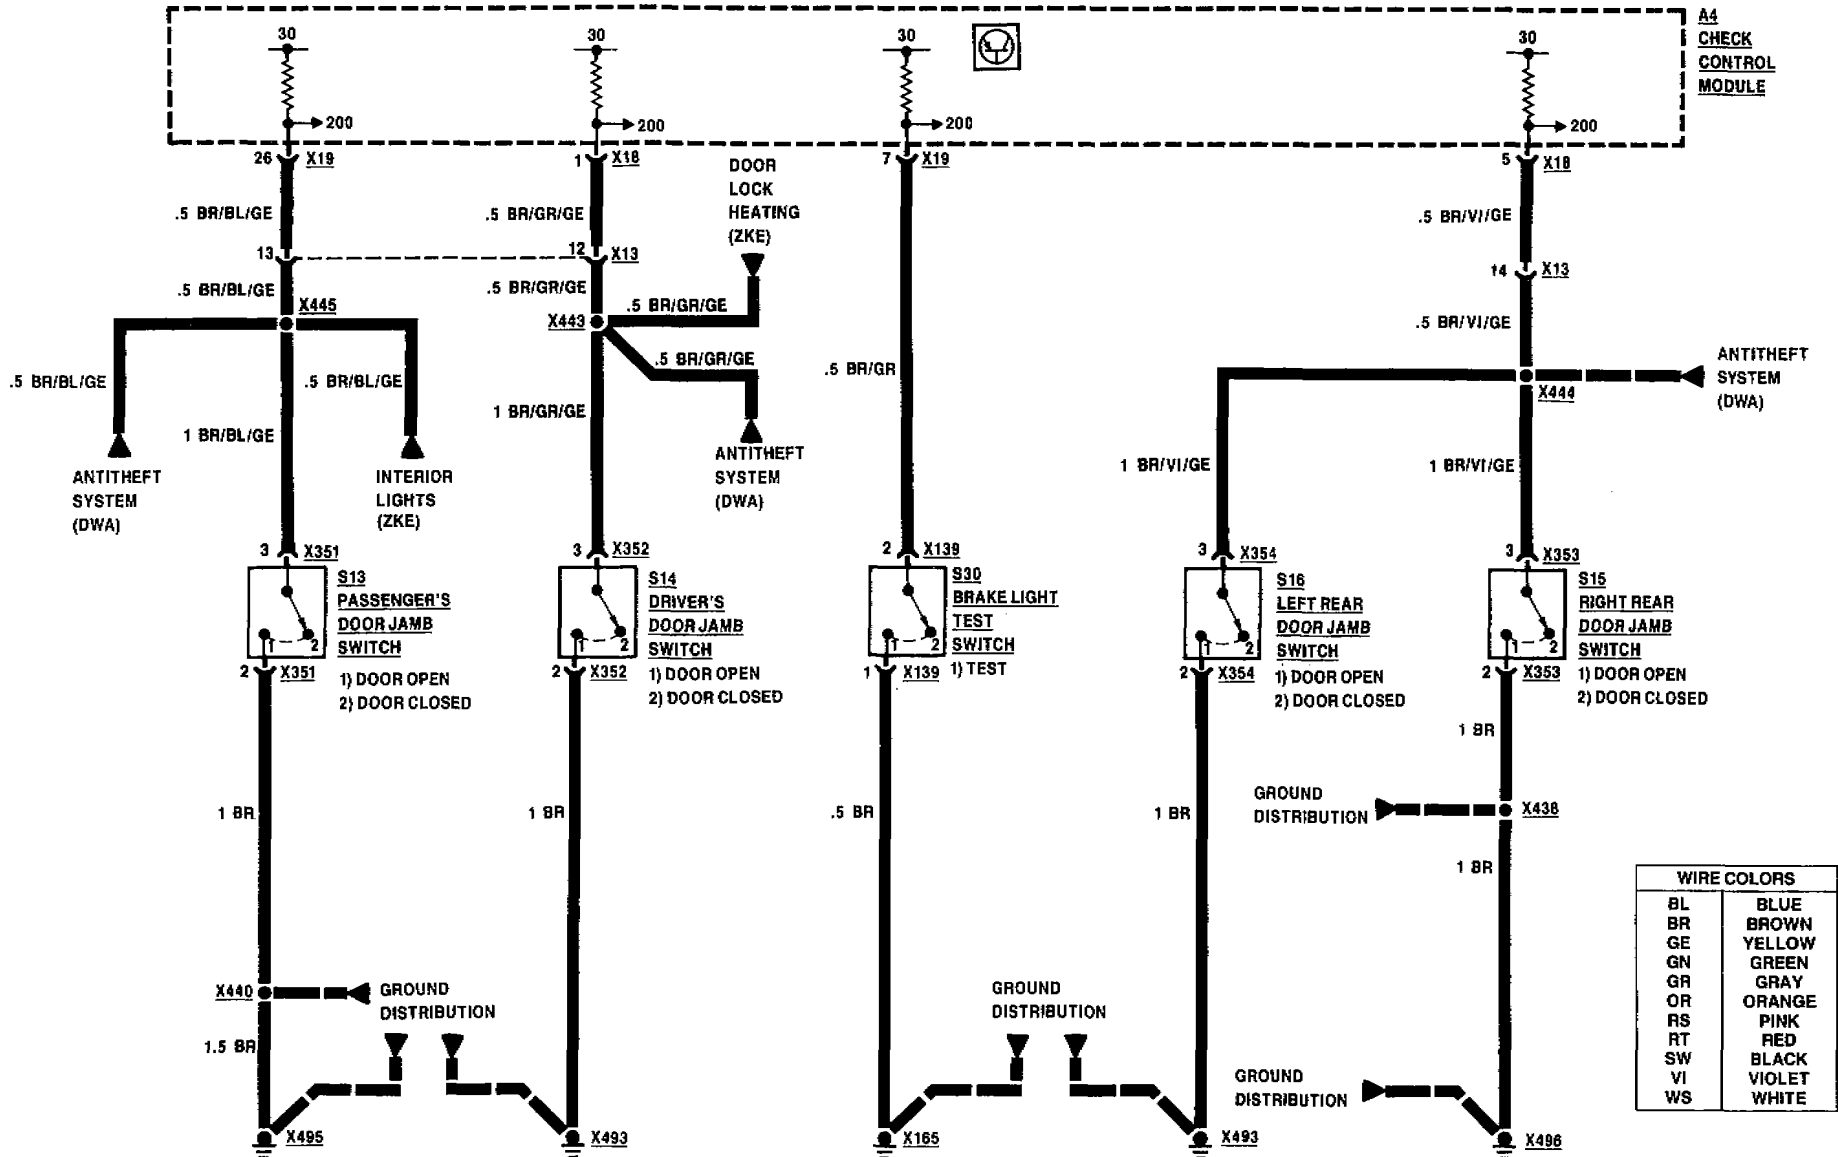 30
30
30
30
A4
CHECK
CONTROL
MODULE
200
200
200
200
26 X19
1 X18
7 X19
5 X18
DOOR
LOCK
HEATING
(ZKE)
.5 BR/BL/GE
.5 BR/GR/GE
.5 BR/VI/GE
13
12 X13
14 X13
.5 BR/BL/GE
.5 BR/GR/GE
.5 BR/GR/GE
X445
X443
.5 BR/VI/GE
.5 BR/GR/GE
.5 BR/GR
ANTITHEFT
SYSTEM
(DWA)
X444
.5 BR/BL/GE
.5 BR/BL/GE
1 BR/GR/GE
1 BR/BL/GE
ANTITHEFT
SYSTEM
(DWA)
INTERIOR
LIGHTS
(ZKE)
ANTITHEFT
SYSTEM
(DWA)
1 BR/VI/GE
1 BR/VI/GE
3 X351
3 X352
2 X139
3 X354
3 X353
S13
PASSENGER'S
DOOR JAMB
SWITCH
1 2
1) DOOR OPEN
2) DOOR CLOSED
S14
DRIVER'S
DOOR JAMB
SWITCH
1 2
1) DOOR OPEN
2) DOOR CLOSED
S30
BRAKE LIGHT
TEST
SWITCH
1 2
1) TEST
S16
LEFT REAR
DOOR JAMB
SWITCH
1 2
1) DOOR OPEN
2) DOOR CLOSED
S15
RIGHT REAR
DOOR JAMB
SWITCH
1 2
1) DOOR OPEN
2) DOOR CLOSED
2 X351
2 X352
1 X139
2 X354
2 X353
1 BR
1 BR
1 BR
.5 BR
1 BR
GROUND
DISTRIBUTION
X438
1 BR
X440
GROUND
DISTRIBUTION
GROUND
DISTRIBUTION
1.5 BR
GROUND
DISTRIBUTION
X495
X493
X165
X493
X496
WIRE COLORS
BL BLUE
BR BROWN
GE YELLOW
GN GREEN
GR GRAY
OR ORANGE
RS PINK
RT RED
SW BLACK
VI VIOLET
WS WHITE